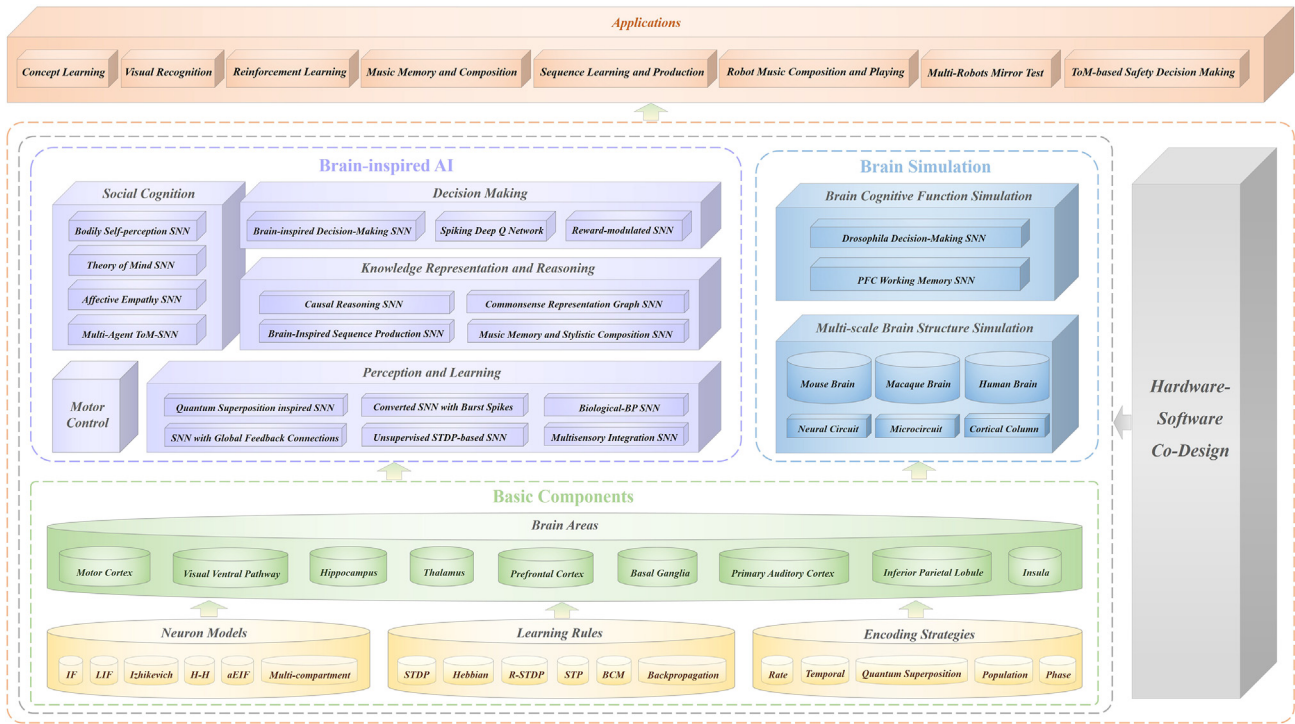 Applications
Concept Learning
Visual Recognition
Reinforcement Learning
Music Memory and Composition
Sequence Learning and Production
Robot Music Composition and Playing
Multi-Robots Mirror Test
ToM-based Safety Decision Making
Brain-inspired AI
Social Cognition
Bodily Self-perception SNN
Theory of Mind SNN
Affective Empathy SNN
Multi-Agent ToM-SNN
Decision Making
Brain-inspired Decision-Making SNN
Spiking Deep Q Network
Reward-modulated SNN
Knowledge Representation and Reasoning
Causal Reasoning SNN
Commonsense Representation Graph SNN
Brain-Inspired Sequence Production SNN
Music Memory and Stylistic Composition SNN
Motor
Control
Perception and Learning
Quantum Superposition inspired SNN
Converted SNN with Burst Spikes
Biological-BP SNN
SNN with Global Feedback Connections
Unsupervised STDP-based SNN
Multisensory Integration SNN
Brain Simulation
Brain Cognitive Function Simulation
Drosophila Decision-Making SNN
PFC Working Memory SNN
Multi-scale Brain Structure Simulation
Mouse Brain
Macaque Brain
Human Brain
Neural Circuit
Microcircuit
Cortical Column
Hardware-
Software
Co-Design
Basic Components
Brain Areas
Motor Cortex
Visual Ventral Pathway
Hippocampus
Thalamus
Prefrontal Cortex
Basal Ganglia
Primary Auditory Cortex
Inferior Parietal Lobule
Insula
Neuron Models
IF
LIF
Izhikevich
H-H
aEIF
Multi-compartment
Learning Rules
STDP
Hebbian
R-STDP
STP
BCM
Backpropagation
Encoding Strategies
Rate
Temporal
Quantum Superposition
Population
Phase